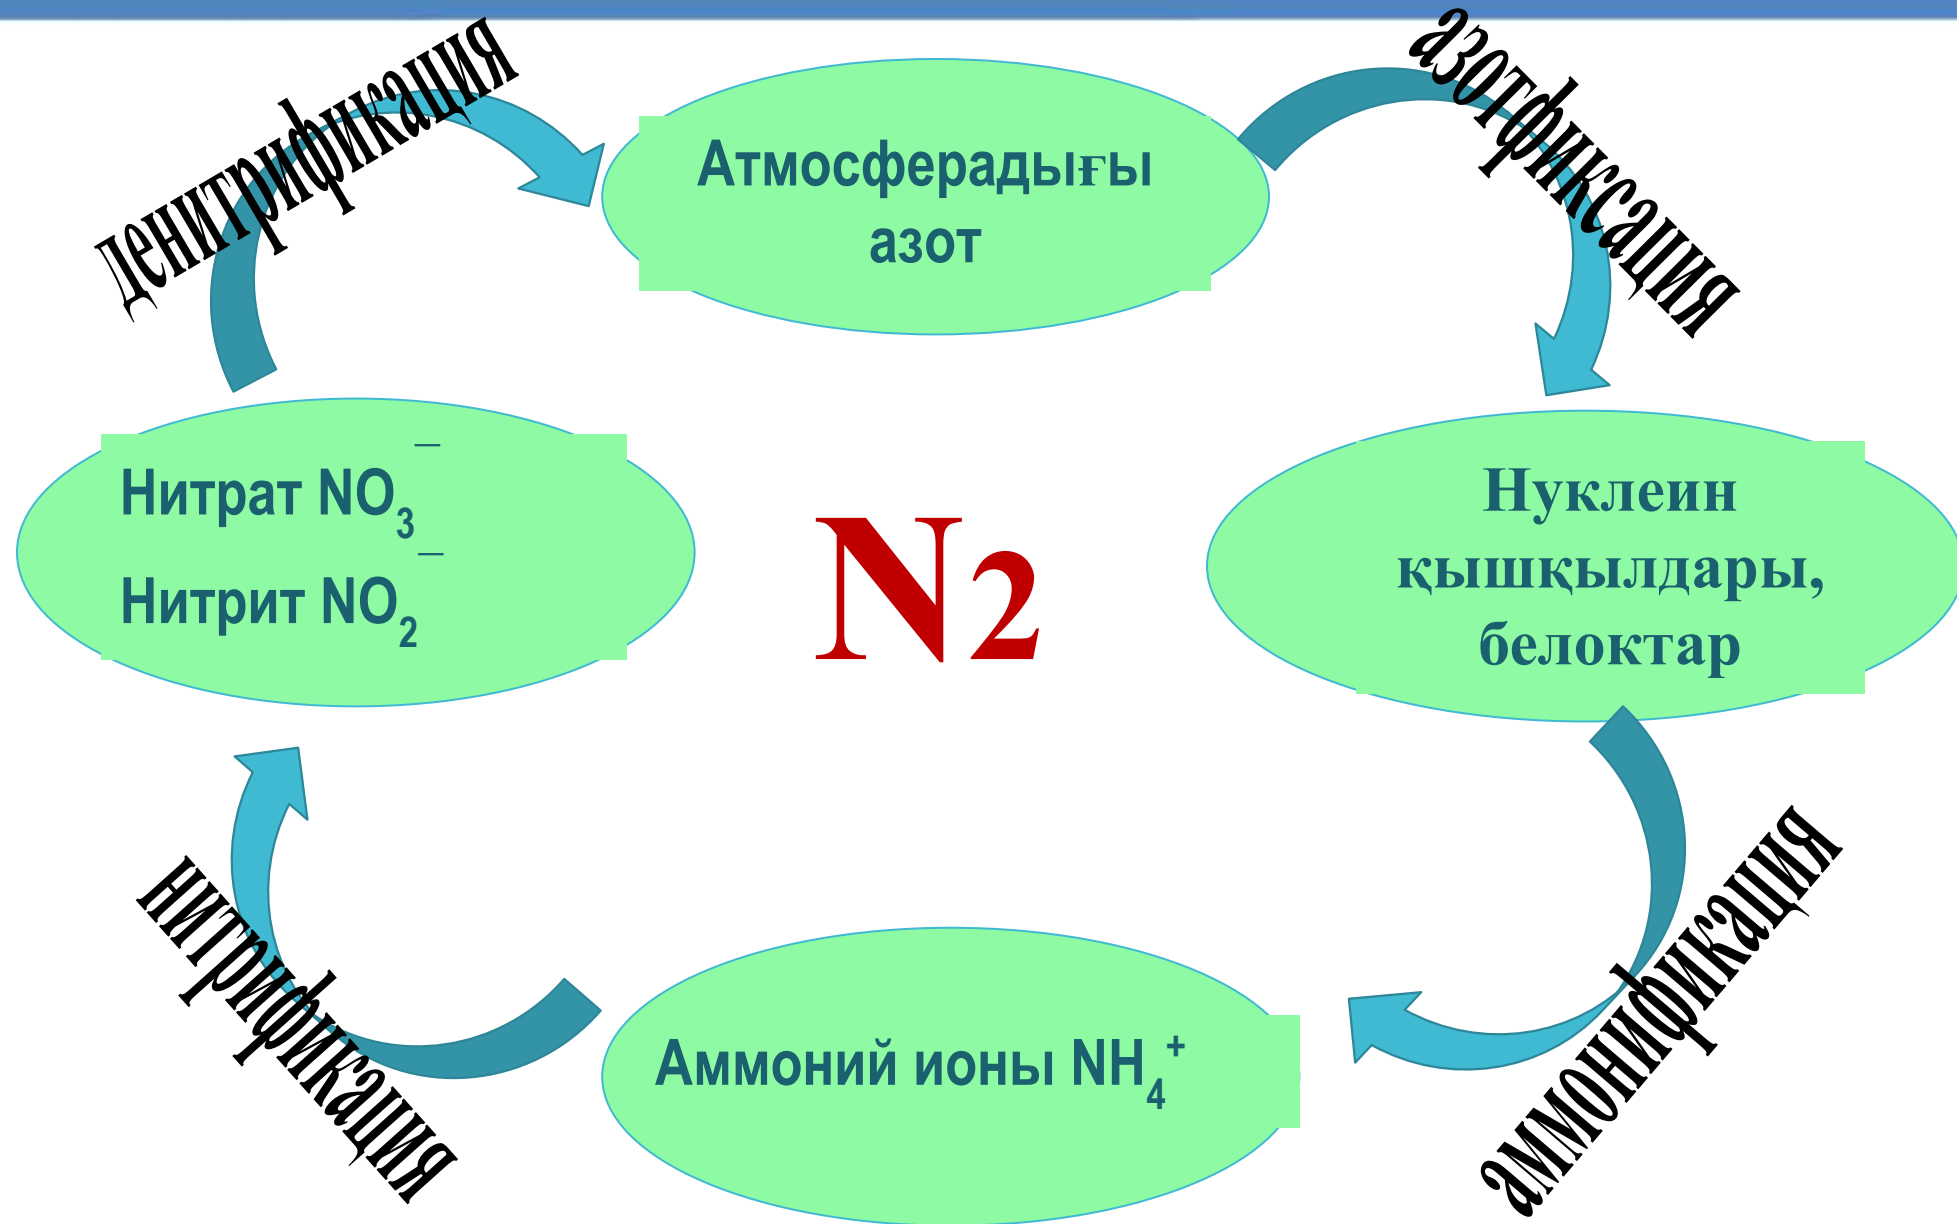 денитрификация
азотфиксация
Атмосферадығы
азот
Нитрат NO₃⁻
Нитрит NO₂⁻
N2
Нуклеин
қышқылдары,
белоктар
нитрификация
Аммоний ионы NH₄⁺
аммонификация